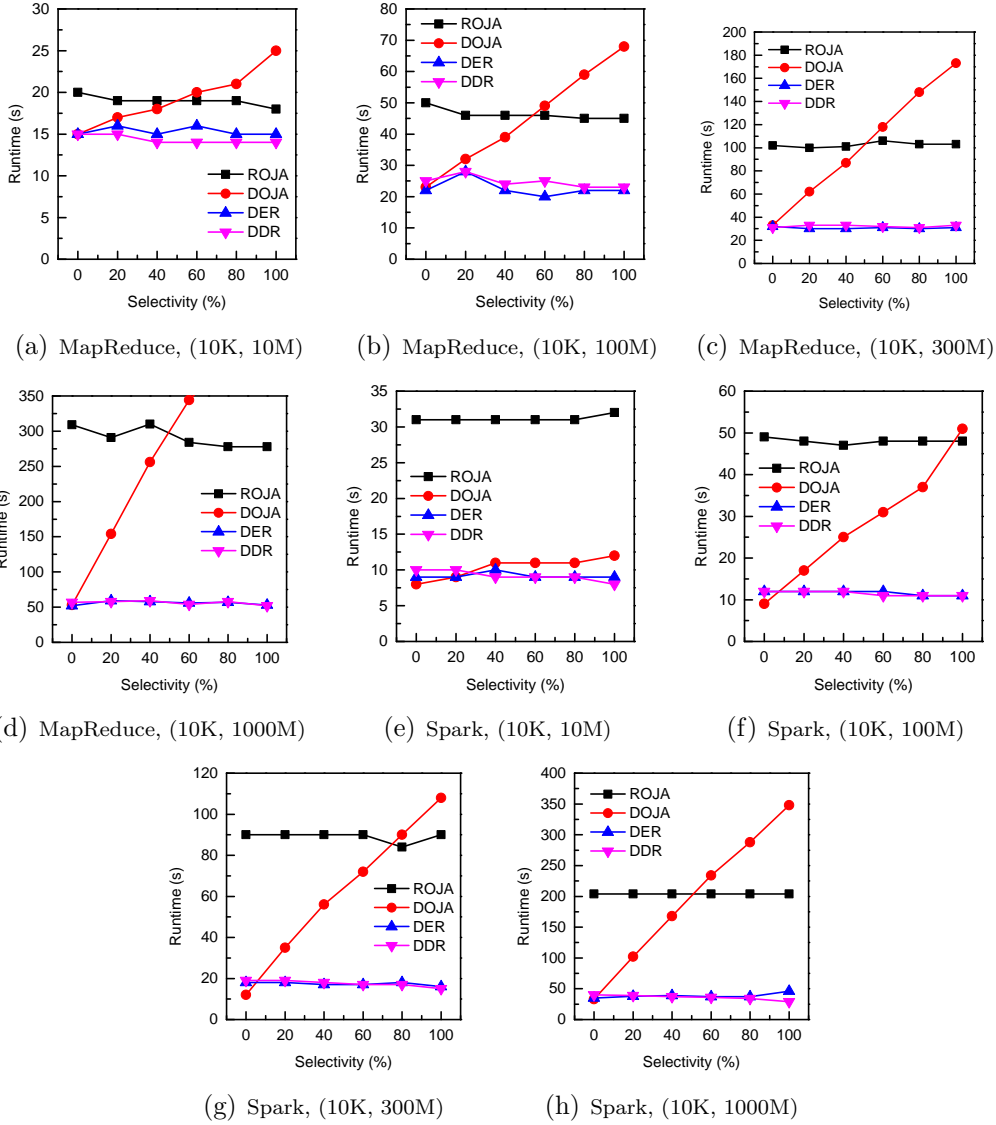 30
25
20
15
10
5
0
Runtime (s)
ROJA
DOJA
DER
DDR
0 20 40 60 80 100
Selectivity (%)
(a) MapReduce, (10K, 10M)
80
70
60
50
40
30
20
10
0
Runtime (s)
ROJA
DOJA
DER
DDR
0 20 40 60 80 100
Selectivity (%)
(b) MapReduce, (10K, 100M)
200
180
160
140
120
100
80
60
40
20
0
Runtime (s)
ROJA
DOJA
DER
DDR
0 20 40 60 80 100
Selectivity (%)
(c) MapReduce, (10K, 300M)
350
300
250
200
150
100
50
0
Runtime (s)
ROJA
DOJA
DER
DDR
0 20 40 60 80 100
Selectivity (%)
(d) MapReduce, (10K, 1000M)
35
30
25
20
15
10
5
0
Runtime (s)
ROJA
DOJA
DER
DDR
0 20 40 60 80 100
Selectivity (%)
(e) Spark, (10K, 10M)
60
50
40
30
20
10
0
Runtime (s)
ROJA
DOJA
DER
DDR
0 20 40 60 80 100
Selectivity (%)
(f) Spark, (10K, 100M)
120
100
80
60
40
20
0
Runtime (s)
ROJA
DOJA
DER
DDR
0 20 40 60 80 100
Selectivity (%)
(g) Spark, (10K, 300M)
400
350
300
250
200
150
100
50
0
Runtime (s)
ROJA
DOJA
DER
DDR
0 20 40 60 80 100
Selectivity (%)
(h) Spark, (10K, 1000M)